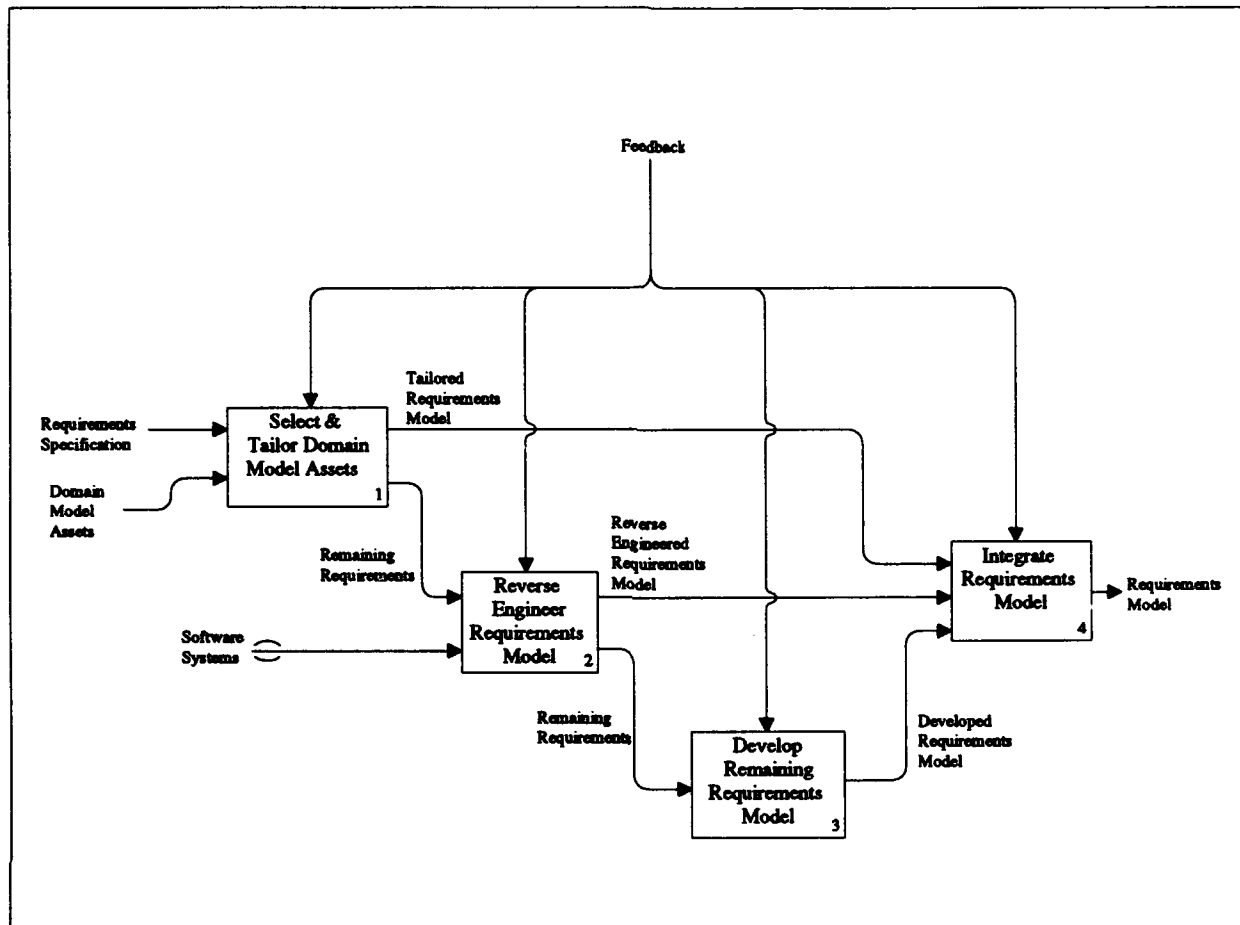 Feedback
Tailored
Requirements
Model
Requirements
Specification
Select &
Tailor Domain
Model Assets
1
Domain
Model
Assets
Remaining
Requirements
Reverse
Engineered
Requirements
Model
Integrate
Requirements
Model
4
Requirements
Model
Reverse
Engineer
Requirements
Model
2
Software
Systems
Remaining
Requirements
Develop
Remaining
Requirements
Model
3
Developed
Requirements
Model